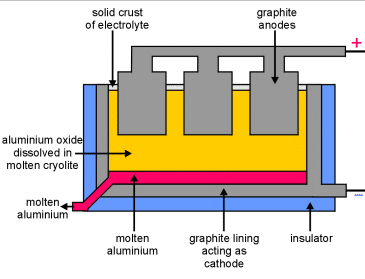 solid crust
of electrolyte
graphite
anodes
+
aluminium oxide
dissolved in
molten cryolite
molten
aluminium
−
molten
aluminium
graphite lining
acting as
cathode
insulator